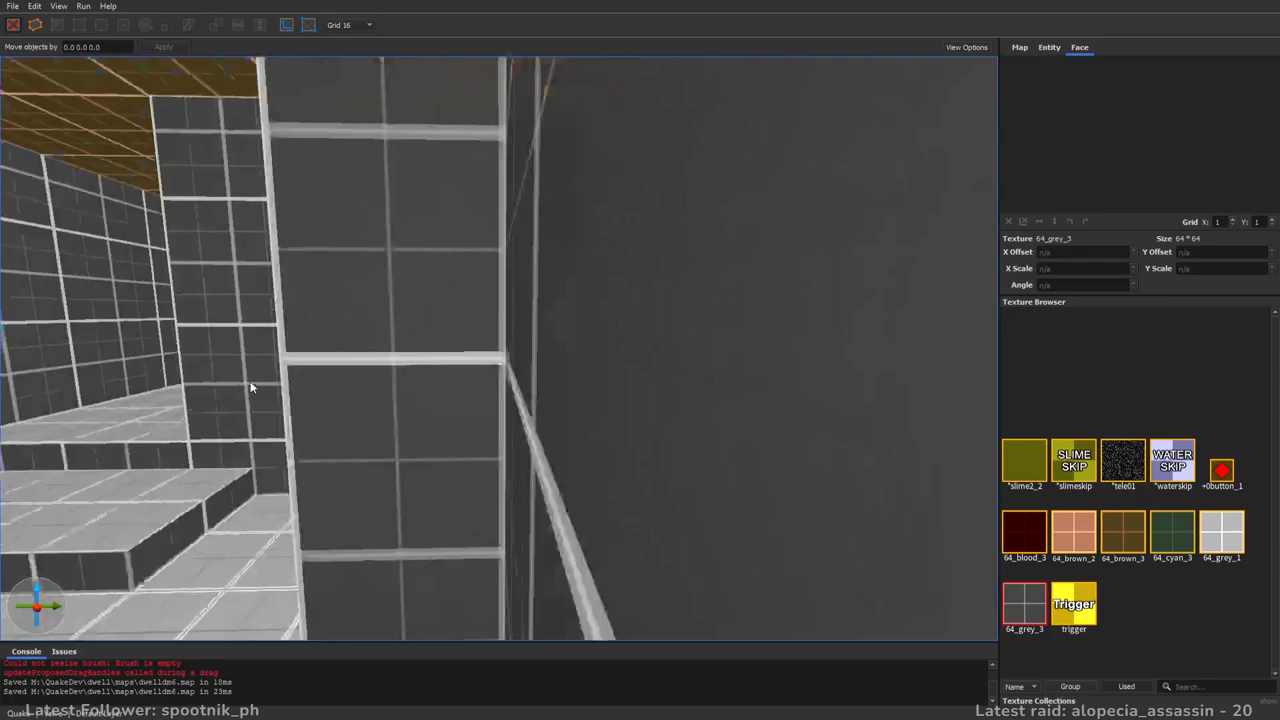 File Edit View Run Help
Grid 16
Move objects by 0.0 0.0 0.0 Apply View Options
Map Entity Face
Grid X: 1 Y: 1
Texture 64_grey_3 Size 64 * 64
X Offset n/a Y Offset n/a
X Scale n/a Y Scale n/a
Angle n/a
Texture Browser
SLIME SKIP
WATER SKIP
*slime2_2 *slimeskip *tele01 *waterskip +0button_1
64_blood_3 64_brown_2 64_brown_3 64_cyan_3 64_grey_1
Trigger
64_grey_3 trigger
Console Issues
Could not resize brush: Brush is empty
updateProposedDragHandles called during a drag
Saved M:\QuakeDev\dwell\maps\dwelldm6.map in 18ms
Saved M:\QuakeDev\dwell\maps\dwelldm6.map in 23ms
Name Group Used Search...
Texture Collections show
Latest Follower: spootnik_ph
Latest raid: alopecia_assassin - 20